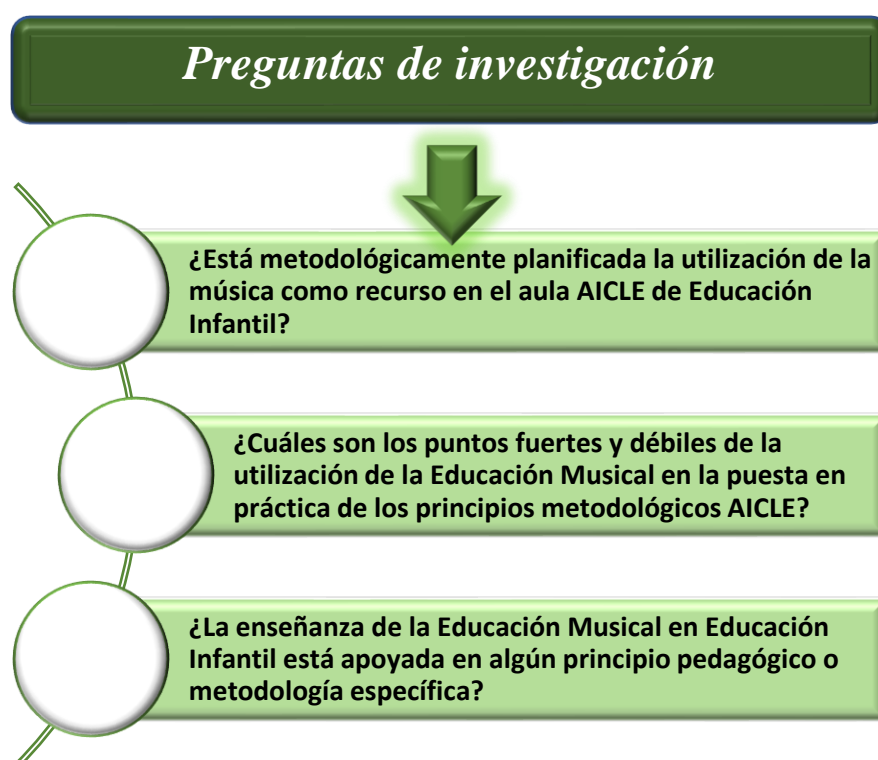 Preguntas de investigación
¿Está metodológicamente planificada la utilización de la
música como recurso en el aula AICLE de Educación
Infantil?
¿Cuáles son los puntos fuertes y débiles de la
utilización de la Educación Musical en la puesta en
práctica de los principios metodológicos AICLE?
¿La enseñanza de la Educación Musical en Educación
Infantil está apoyada en algún principio pedagógico o
metodología específica?